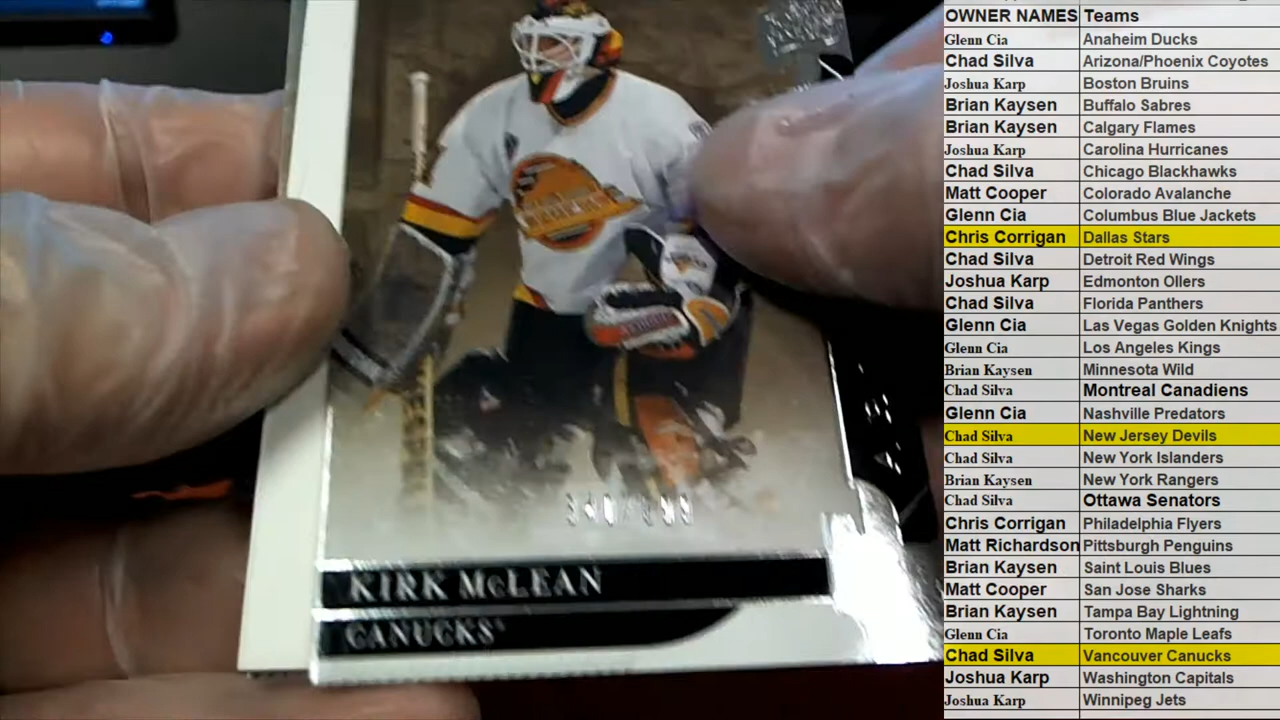 KIRK McLEAN
CANUCKS
OWNER NAMES Teams
Glenn Cia Anaheim Ducks
Chad Silva Arizona/Phoenix Coyotes
Joshua Karp Boston Bruins
Brian Kaysen Buffalo Sabres
Brian Kaysen Calgary Flames
Joshua Karp Carolina Hurricanes
Chad Silva Chicago Blackhawks
Matt Cooper Colorado Avalanche
Glenn Cia Columbus Blue Jackets
Chris Corrigan Dallas Stars
Chad Silva Detroit Red Wings
Joshua Karp Edmonton Ollers
Chad Silva Florida Panthers
Glenn Cia Las Vegas Golden Knights
Glenn Cia Los Angeles Kings
Brian Kaysen Minnesota Wild
Chad Silva Montreal Canadiens
Glenn Cia Nashville Predators
Chad Silva New Jersey Devils
Chad Silva New York Islanders
Brian Kaysen New York Rangers
Chad Silva Ottawa Senators
Chris Corrigan Philadelphia Flyers
Matt Richardson Pittsburgh Penguins
Brian Kaysen Saint Louis Blues
Matt Cooper San Jose Sharks
Brian Kaysen Tampa Bay Lightning
Glenn Cia Toronto Maple Leafs
Chad Silva Vancouver Canucks
Joshua Karp Washington Capitals
Joshua Karp Winnipeg Jets